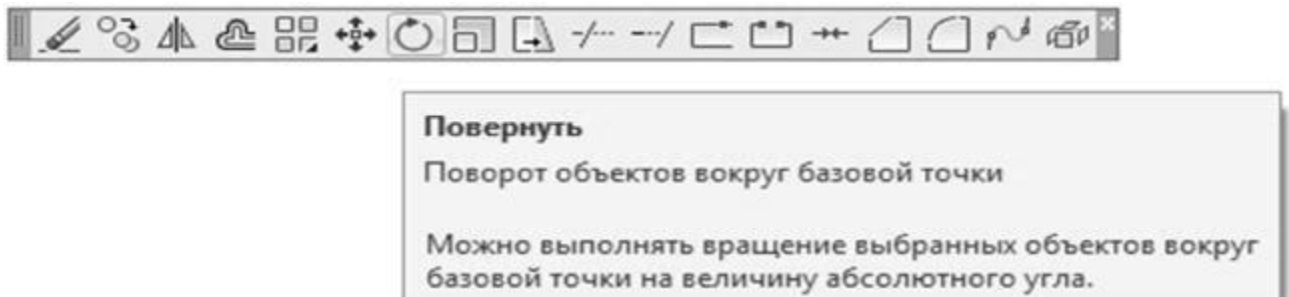 Повернуть
Поворот объектов вокруг базовой точки
Можно выполнять вращение выбранных объектов вокруг
базовой точки на величину абсолютного угла.